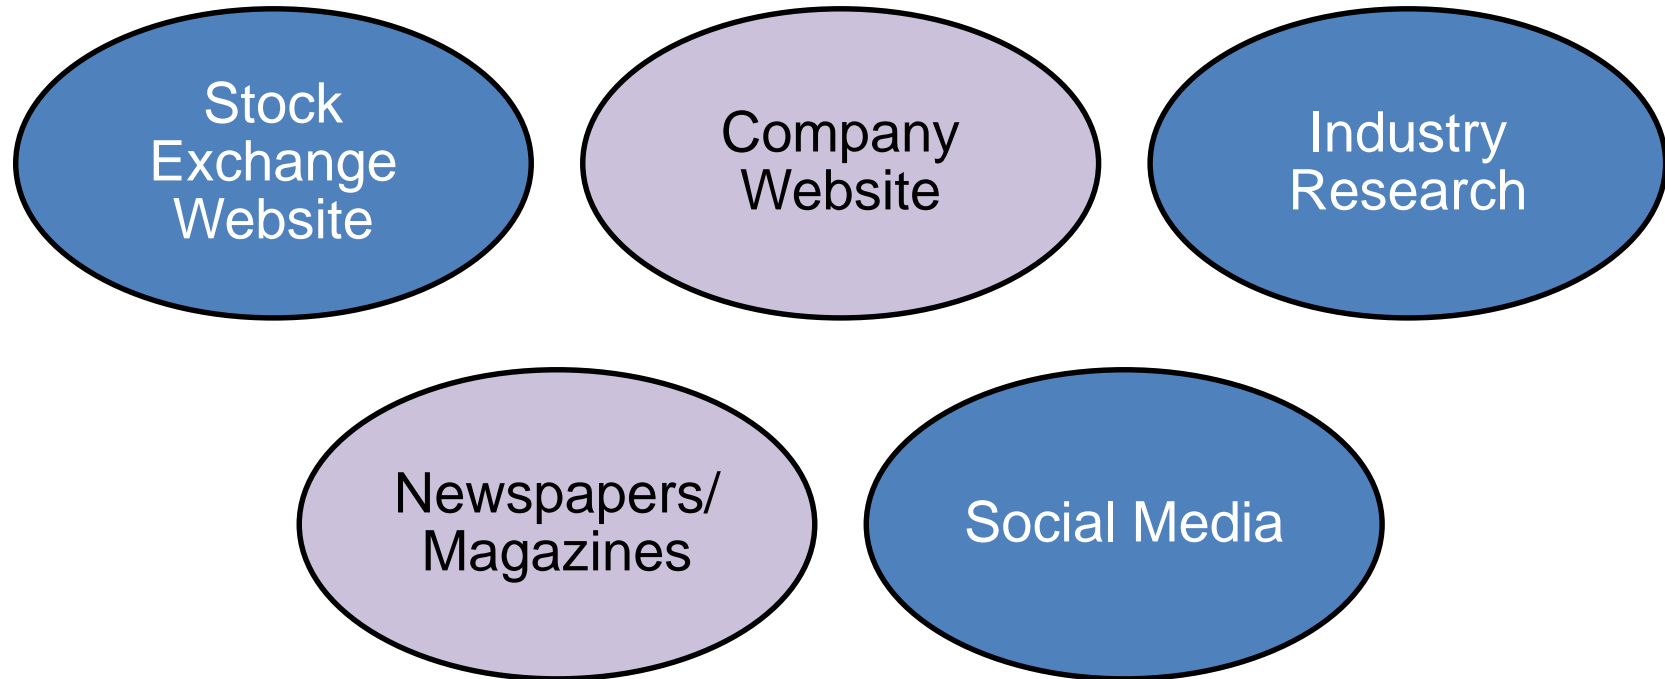 Stock
Exchange
Website
Company
Website
Industry
Research
Newspapers/
Magazines
Social Media